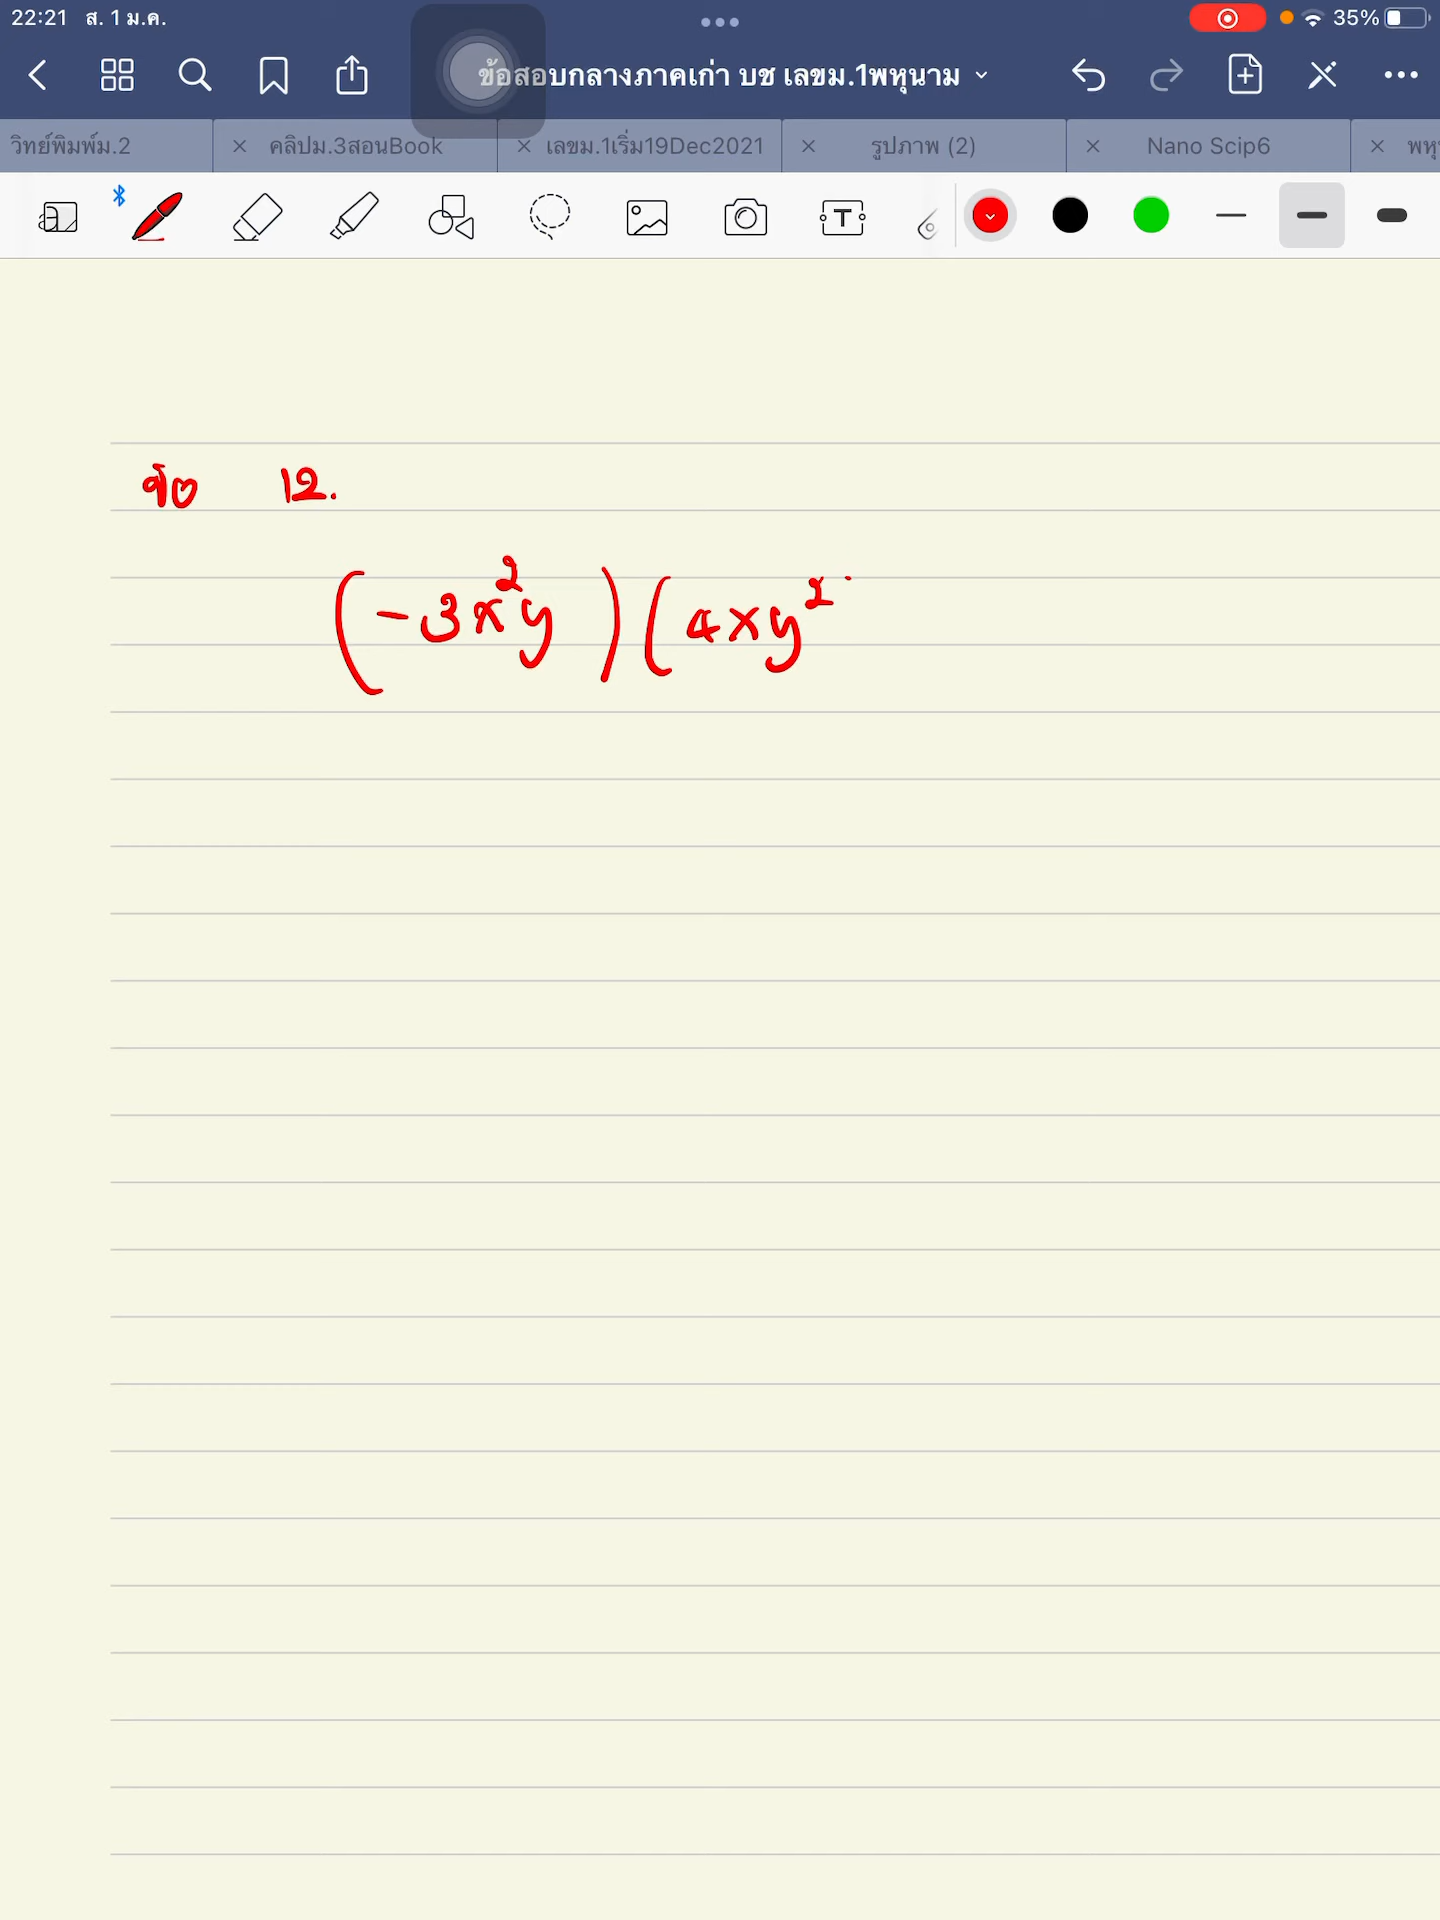 22:21 ส. 1 ม.ค. 35%
ข้อสอบกลางภาคเก่า บช เลขม.1พหุนาม
วิทย์พิมพ์ม.2 × คลิปม.3สอนBook × เลขม.1เริ่ม19Dec2021 × รูปภาพ (2) × Nano Scip6 × พหุ
T
ข้อ 12.
(-3x²y)(4xy²